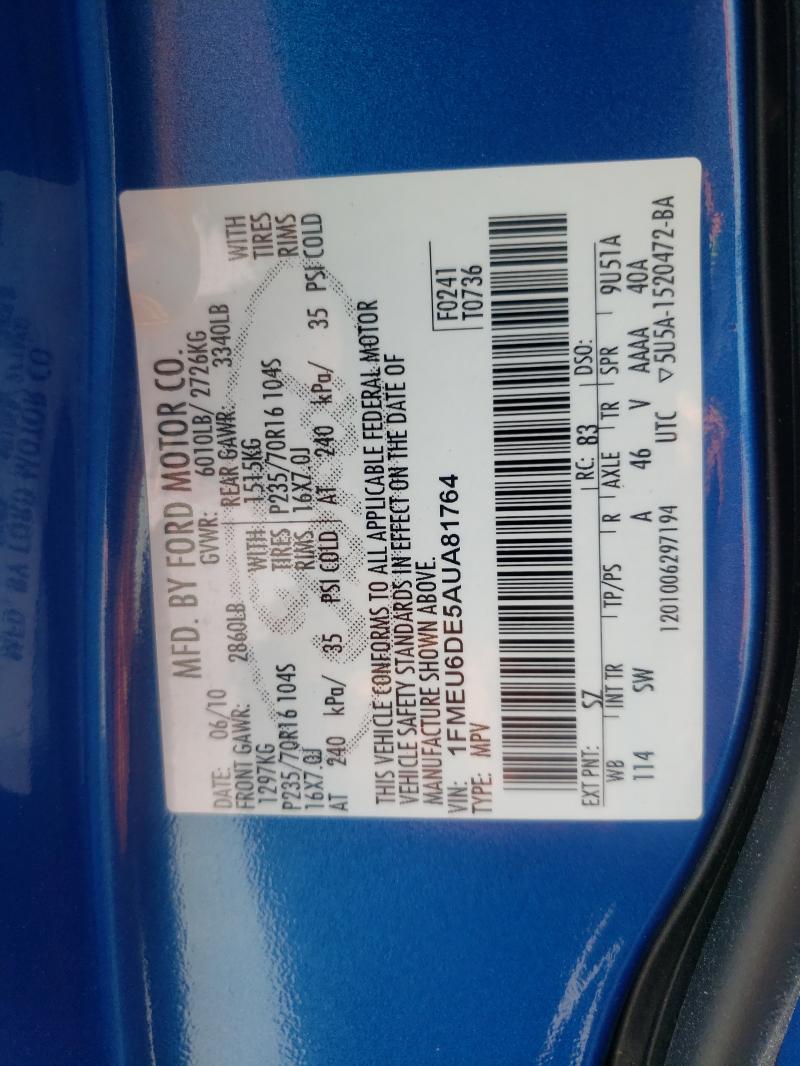 MFD. BY FORD MOTOR CO.
DATE: 06/10 GVWR: 6010LB/ 2726KG
FRONT GAWR: 2860LB REAR GAWR: 3340LB
1297KG WITH 1515KG WITH
P235/70R16 104S TIRES P235/70R16 104S TIRES
16X7.0J RIMS 16X7.0J RIMS
AT 240 kPa/ 35 PSI COLD AT 240 kPa/ 35 PSI COLD
THIS VEHICLE CONFORMS TO ALL APPLICABLE FEDERAL MOTOR
VEHICLE SAFETY STANDARDS IN EFFECT ON THE DATE OF
MANUFACTURE SHOWN ABOVE.
F0241
VIN: 1FMEU6DE5AUA81764 T0736
TYPE: MPV
EXT PNT: SZ RC: B3 DSO:
WB INT TR TP/PS R AXLE TR SPR 9U51A
114 SW A 46 V AAAA 40A
1201006297194 UTC ▽5U5A-1520472-BA